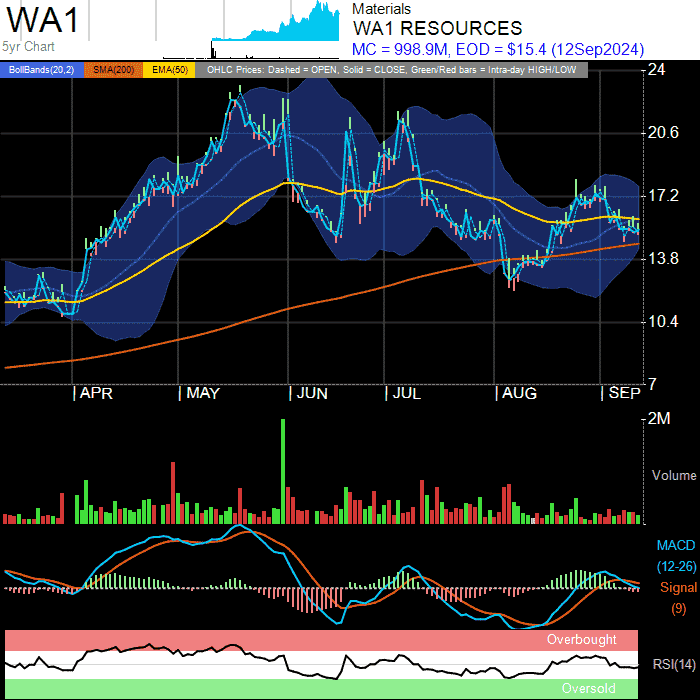 WA1
5yr Chart
Materials
WA1 RESOURCES
MC = 998.9M, EOD = $15.4 (12Sep2024)
BollBands(20,2) SMA(200) EMA(50) OHLC Prices: Dashed = OPEN, Solid = CLOSE, Green/Red bars = Intra-day HIGH/LOW
24
20.6
17.2
13.8
10.4
7
APR MAY JUN JUL AUG SEP
2M
Volume
MACD
(12-26)
Signal
(9)
Overbought
RSI(14)
Oversold